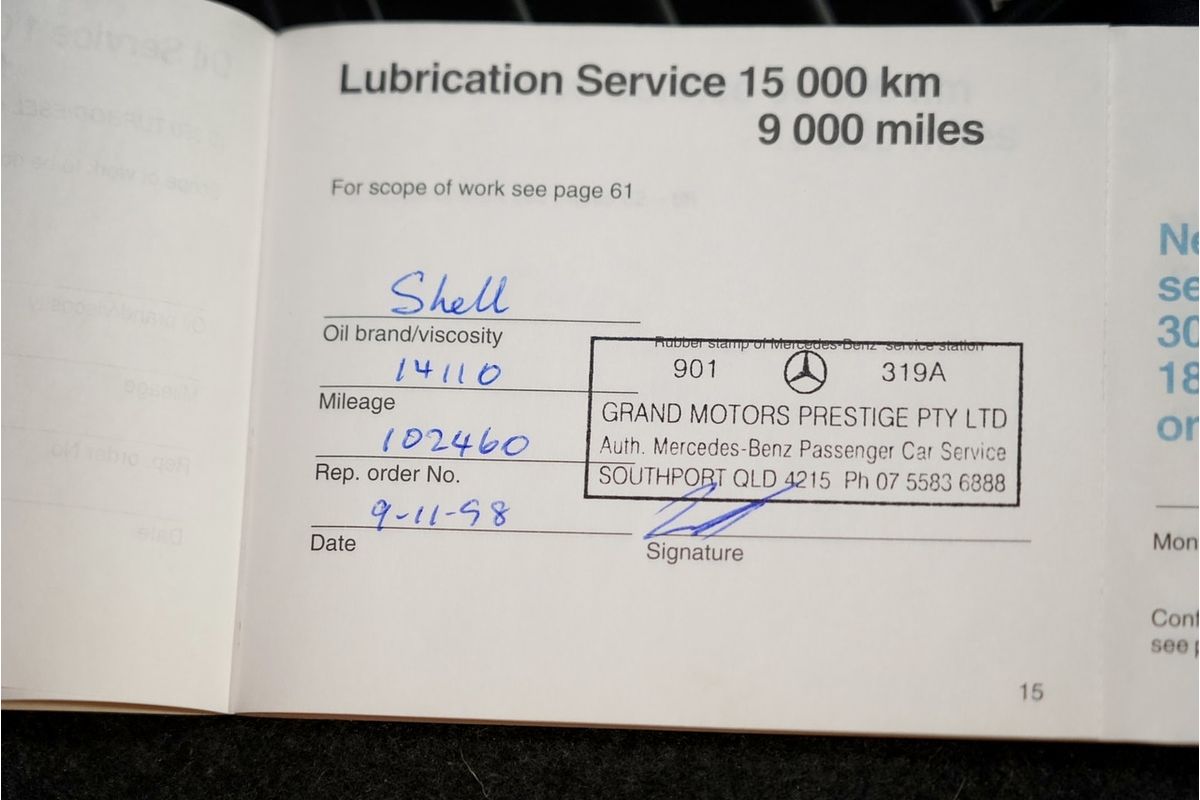 Lubrication Service 15 000 km
9 000 miles
For scope of work see page 61
Shell
Oil brand/viscosity
14110
Mileage
102460
Rep. order No.
9-11-98
Date
Rubber stamp of Mercedes-Benz service station
901 319A
GRAND MOTORS PRESTIGE PTY LTD
Auth. Mercedes-Benz Passenger Car Service
SOUTHPORT QLD 4215 Ph 07 5583 6888
Signature
15
Ne
se
30
18
or
Mon
Conf
see p